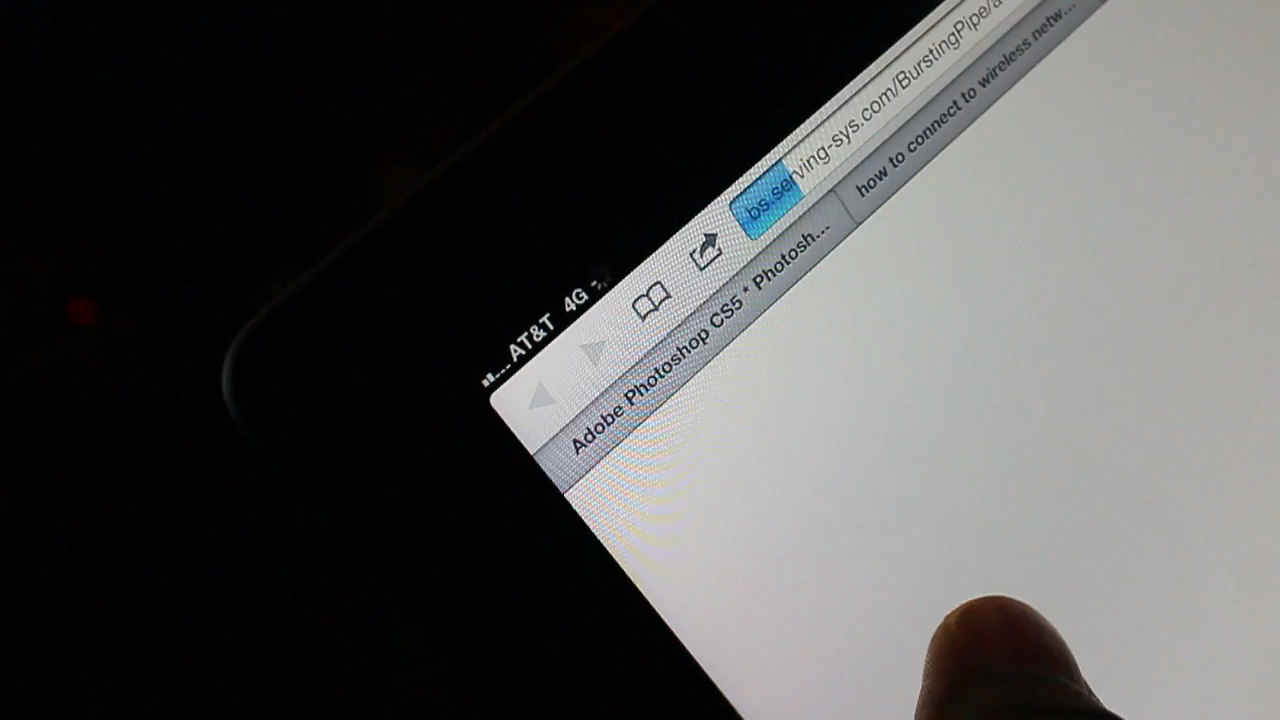 AT&T 4G
bs.serving-sys.com/BurstingPipe/a
Adobe Photoshop CS5 * Photosh...
how to connect to wireless netw...